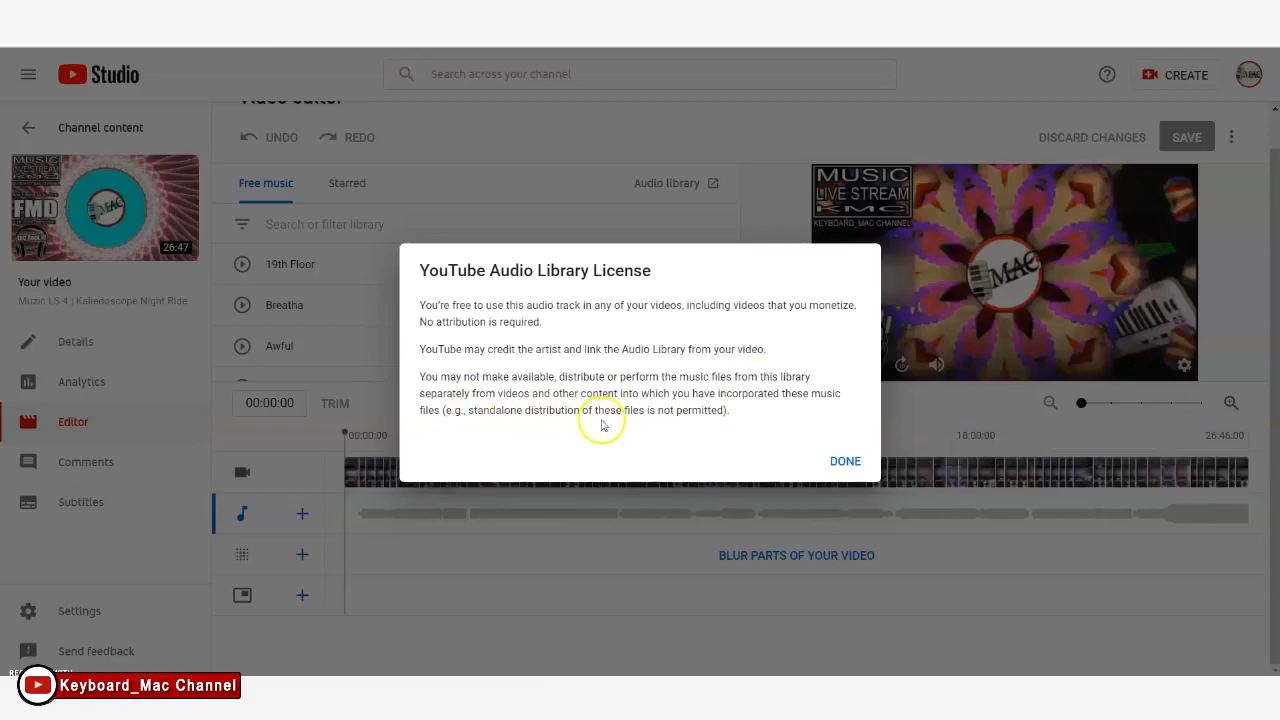 Studio
Search across your channel
CREATE
Video editor
Channel content
UNDO
REDO
DISCARD CHANGES
SAVE
MUSIC
LIVE STREAM
KMC
KEYBOARD_MAC CHANNEL
MAC
FMD
26:47
Free music
Starred
Audio library
Search or filter library
19th Floor
Breatha
Awful
Your video
Muzic LS 4 | Kaliedoscope Night Ride
YouTube Audio Library License
You're free to use this audio track in any of your videos, including videos that you monetize.
No attribution is required.
YouTube may credit the artist and link the Audio Library from your video.
You may not make available, distribute or perform the music files from this library
separately from videos and other content into which you have incorporated these music
files (e.g., standalone distribution of these files is not permitted).
DONE
Details
Analytics
Editor
Comments
Subtitles
00:00:00
TRIM
00:00:00
18:00:00
26:46:00
BLUR PARTS OF YOUR VIDEO
Settings
Send feedback
Keyboard_Mac Channel